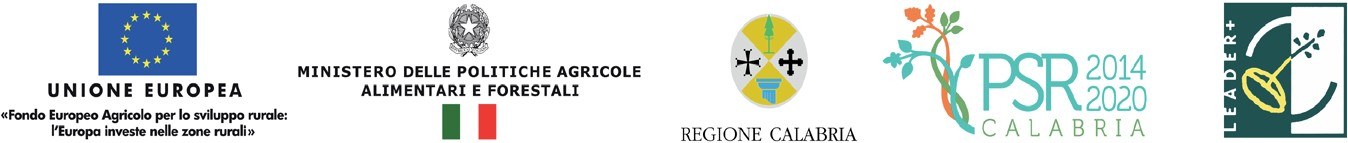 UNIONE EUROPEA
«Fondo Europeo Agricolo per lo sviluppo rurale:
l'Europa investe nelle zone rurali»
MINISTERO DELLE POLITICHE AGRICOLE
ALIMENTARI E FORESTALI
REGIONE CALABRIA
PSR 2014
2020
CALABRIA
LEADER+